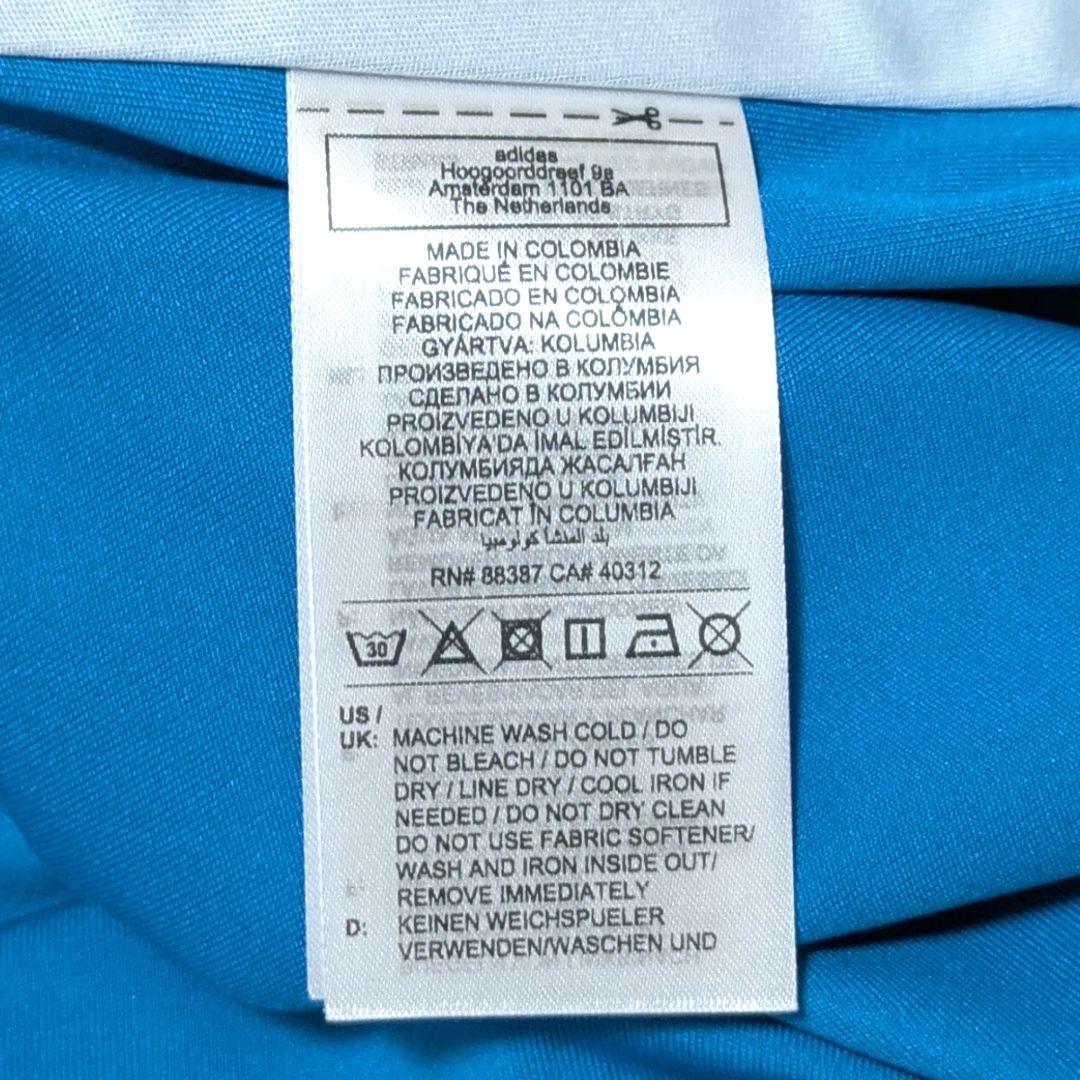 adidas
Hoogoorddreef 9a
Amsterdam 1101 BA
The Netherlands
MADE IN COLOMBIA
FABRIQUÉ EN COLOMBIE
FABRICADO EN COLOMBIA
FABRICADO NA COLÔMBIA
GYÁRTVA: KOLUMBIA
ПРОИЗВЕДЕНО В КОЛУМБИЯ
СДЕЛАНО В КОЛУМБИИ
PROIZVEDENO U KOLUMBIJI
KOLOMBİYA'DA İMAL EDİLMİŞTİR.
КОЛУМБИЯДА ЖАСАЛҒАН
PROIZVEDENO U KOLUMBIJI
FABRICAT ÎN COLUMBIA
بلد المنشأ كولومبيا
RN# 88387 CA# 40312
30
US /
UK: MACHINE WASH COLD / DO
NOT BLEACH / DO NOT TUMBLE
DRY / LINE DRY / COOL IRON IF
NEEDED / DO NOT DRY CLEAN
DO NOT USE FABRIC SOFTENER/
WASH AND IRON INSIDE OUT/
REMOVE IMMEDIATELY
D: KEINEN WEICHSPUELER
VERWENDEN/WASCHEN UND